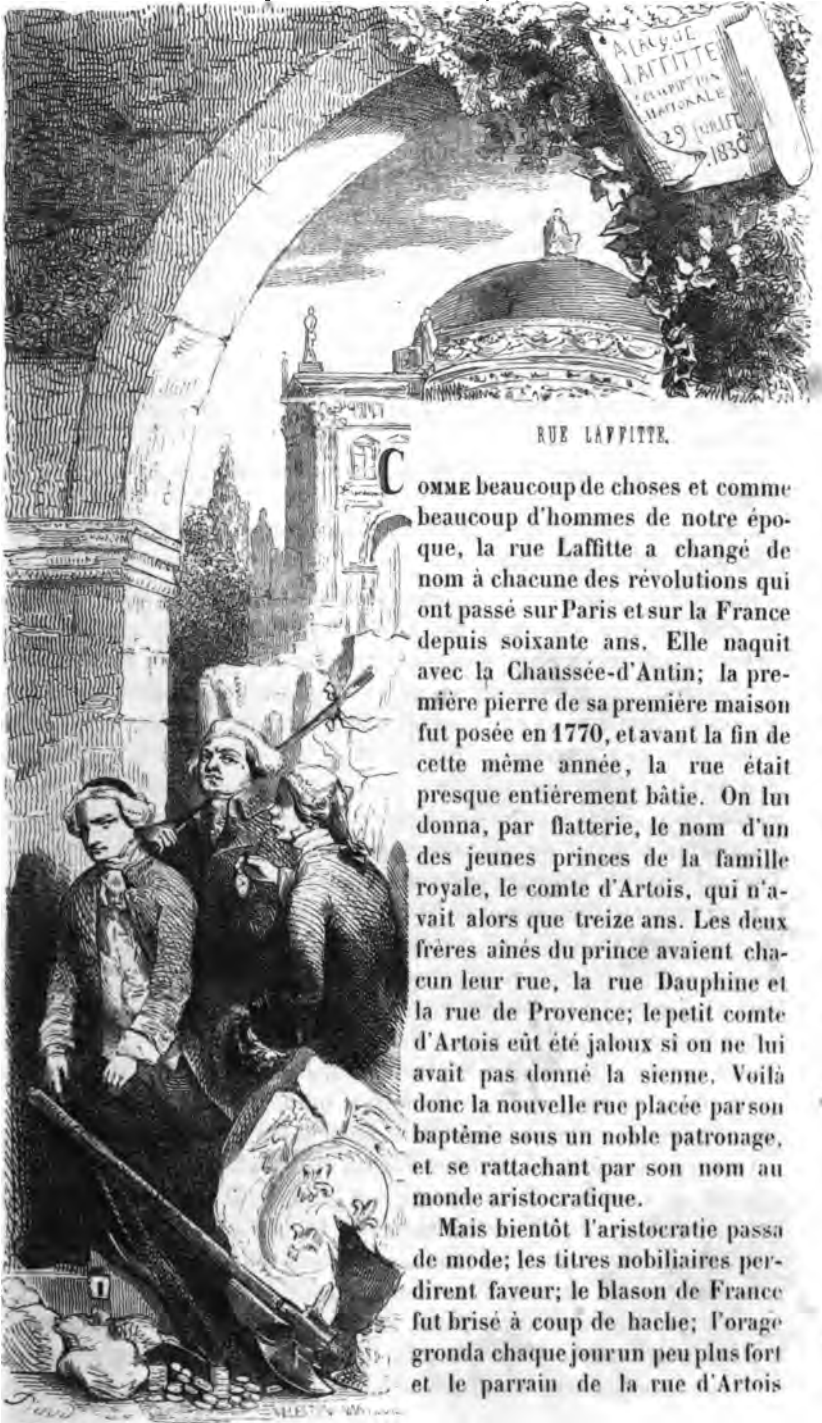 A JACQUE
LAFFITTE
NATIONALE
29 JUILLET
1830
RUE LAFFITTE.
COMME beaucoup de choses et comme
beaucoup d'hommes de notre épo-
que, la rue Laffitte a changé de
nom à chacune des révolutions qui
ont passé sur Paris et sur la France
depuis soixante ans. Elle naquit
avec la Chaussée-d'Antin; la pre-
mière pierre de sa première maison
fut posée en 1770, et avant la fin de
cette même année, la rue était
presque entièrement bâtie. On lui
donna, par flatterie, le nom d'un
des jeunes princes de la famille
royale, le comte d'Artois, qui n'a-
vait alors que treize ans. Les deux
frères aînés du prince avaient cha-
cun leur rue, la rue Dauphine et
la rue de Provence; le petit comte
d'Artois eût été jaloux si on ne lui
avait pas donné la sienne. Voilà
donc la nouvelle rue placée par son
baptême sous un noble patronage,
et se rattachant par son nom au
monde aristocratique.
Mais bientôt l'aristocratie passa
de mode; les titres nobiliaires per-
dirent faveur; le blason de France
fut brisé à coup de hache; l'orage
gronda chaque jour un peu plus fort
et le parrain de la rue d'Artois